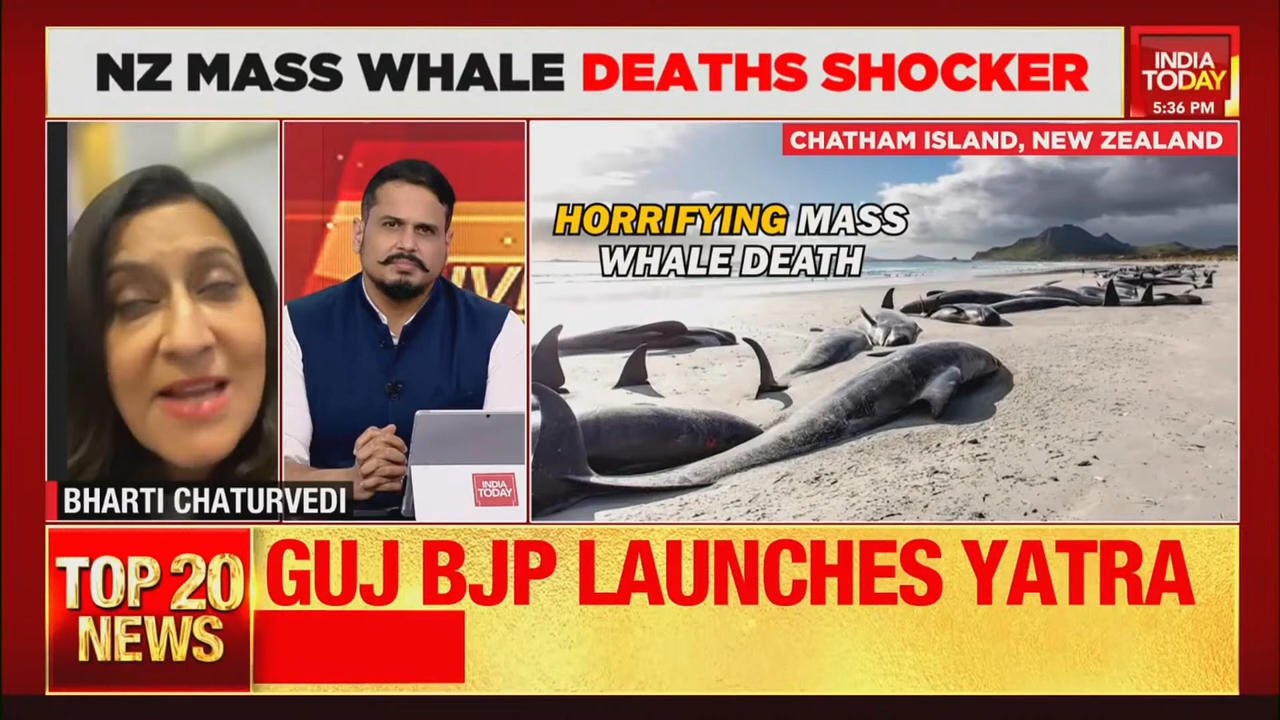 NZ MASS WHALE DEATHS SHOCKER
INDIA
TODAY
5:36 PM
CHATHAM ISLAND, NEW ZEALAND
HORRIFYING MASS
WHALE DEATH
INDIA
TODAY
BHARTI CHATURVEDI
TOP 20
NEWS
GUJ BJP LAUNCHES YATRA